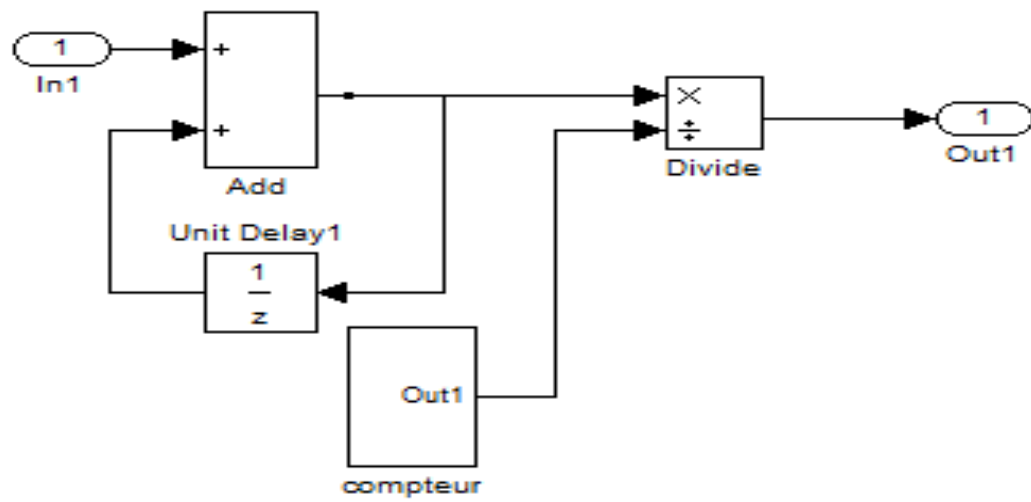 1
In1
+
+
Add
Unit Delay1
1
z
Out1
compteur
×
÷
Divide
1
Out1